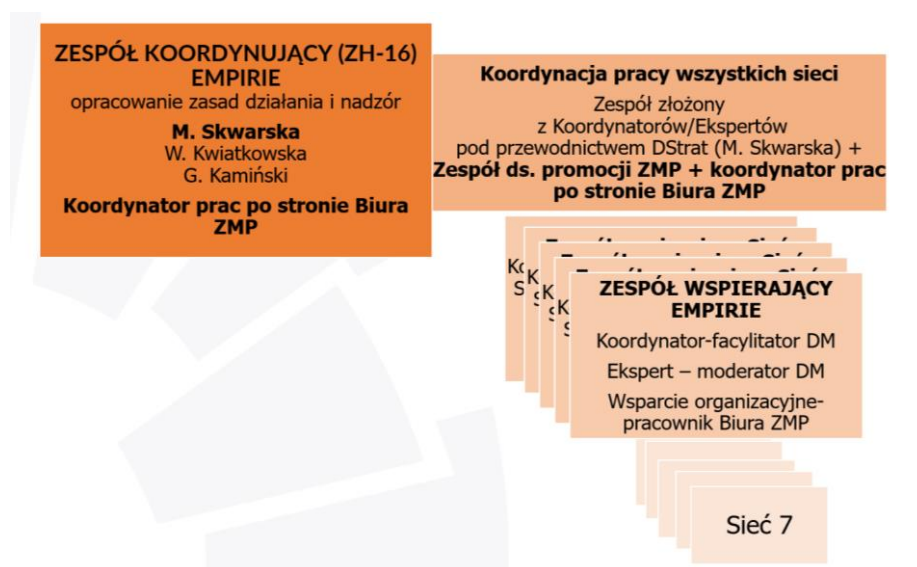 ZESPÓŁ KOORDYNUJĄCY (ZH-16)
EMPIRIE
opracowanie zasad działania i nadzór
M. Skwarska
W. Kwiatkowska
G. Kamiński
Koordynator prac po stronie Biura
ZMP
Koordynacja pracy wszystkich sieci
Zespół złożony
z Koordynatorów/Ekspertów
pod przewodnictwem DStrat (M. Skwarska) +
Zespół ds. promocji ZMP + koordynator prac
po stronie Biura ZMP
ZESPÓŁ WSPIERAJĄCY
EMPIRIE
Koordynator-facylitator DM
Ekspert – moderator DM
Wsparcie organizacyjne-
pracownik Biura ZMP
Sieć 7